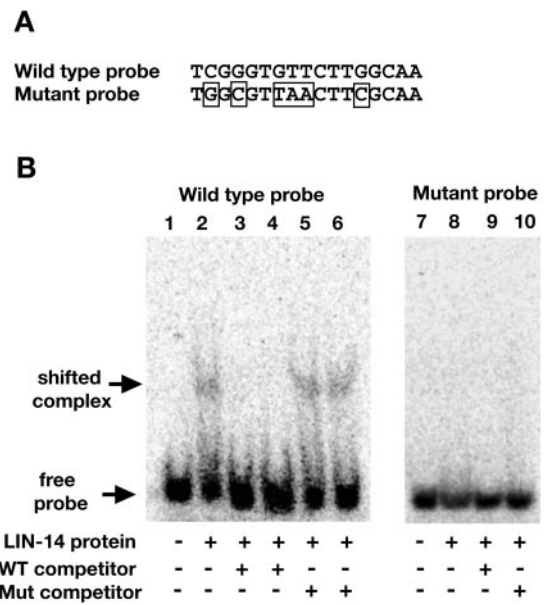 A
Wild type probe TCGGGTGTTCTTGGCAA
Mutant probe TGGCGTTAACTTCGCAA
B
Wild type probe
Mutant probe
1 2 3 4 5 6
7 8 9 10
shifted
complex
free
probe
LIN-14 protein - + + + + + - + + +
WT competitor - - + + - - - - + -
Mut competitor - - - - + + - - - +